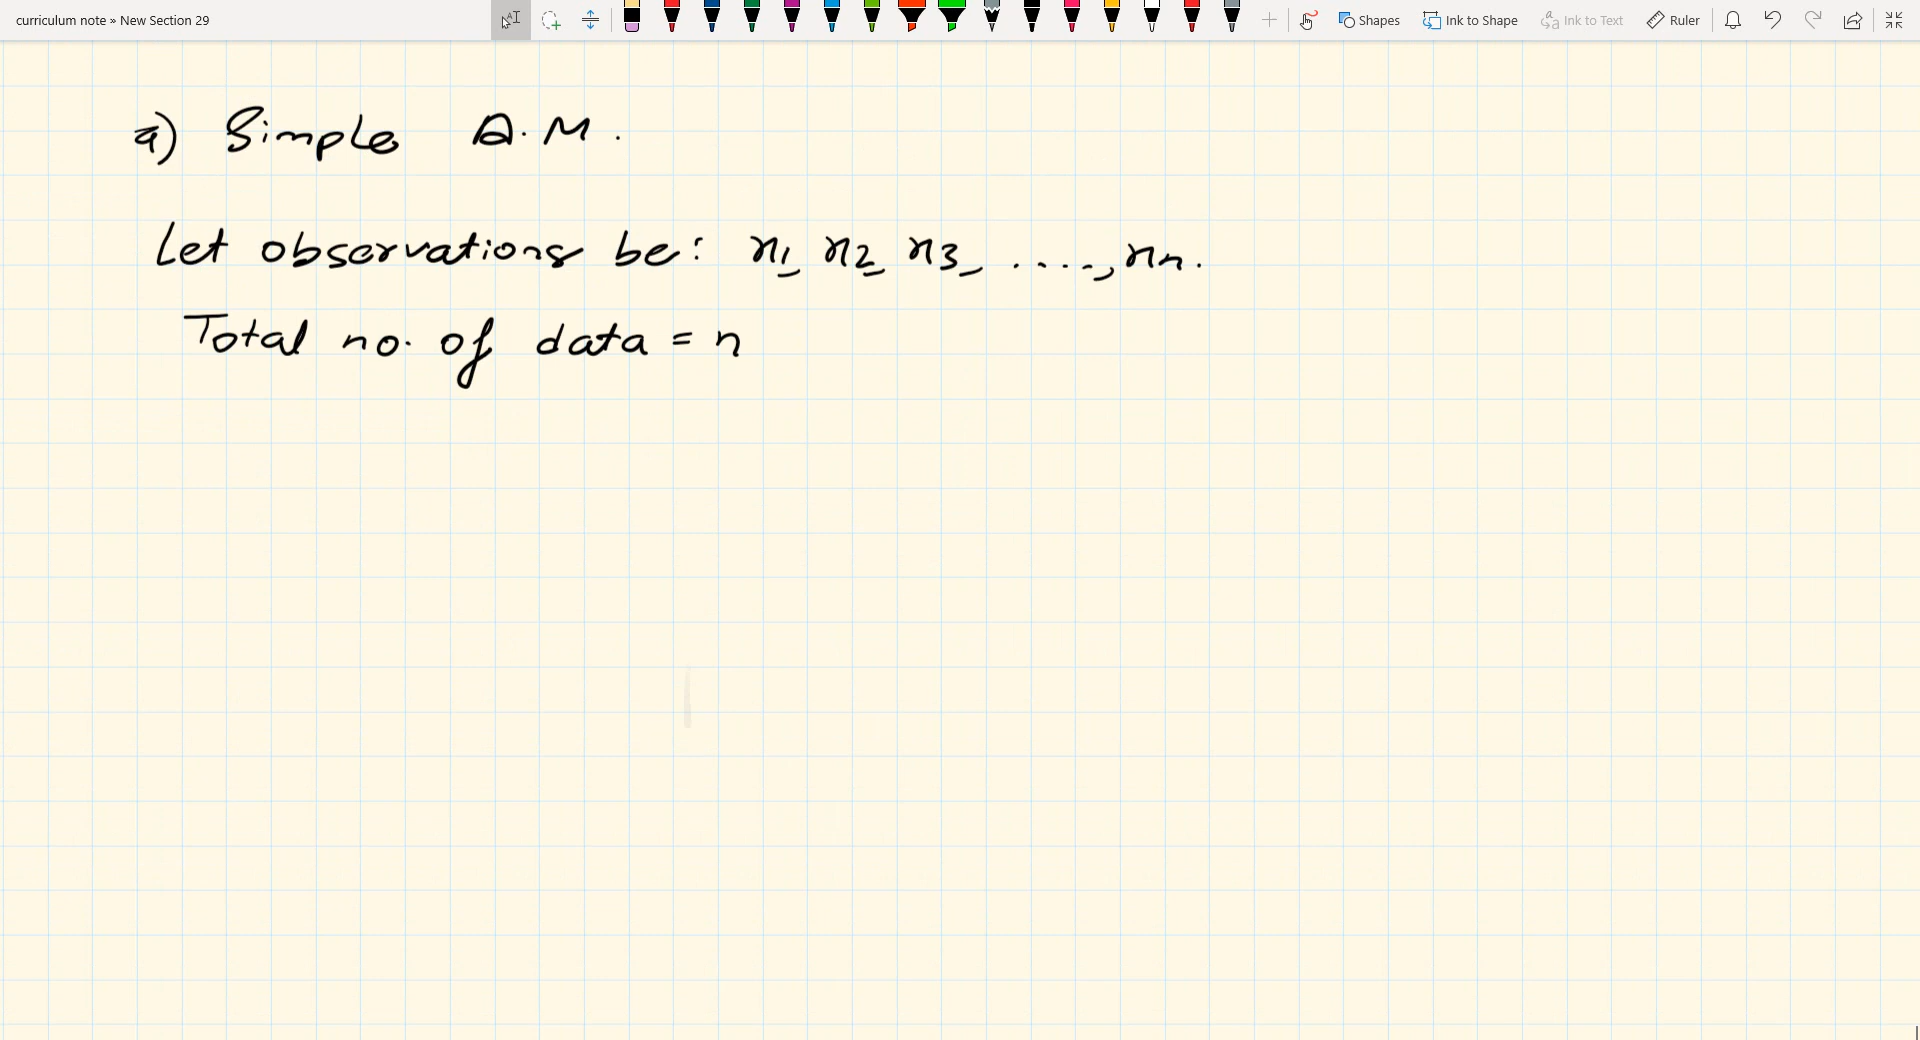 curriculum note » New Section 29
Shapes Ink to Shape Ink to Text Ruler
a) Simple A.M.
Let observations be: x1, x2, x3, ...., xn.
Total no. of data = n